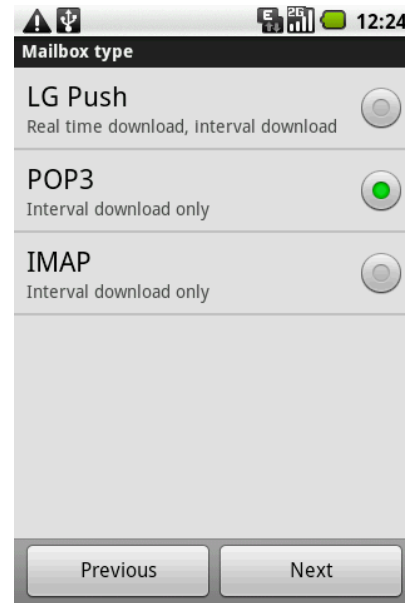 E 2G 12:24
Mailbox type
LG Push
Real time download, interval download
POP3
Interval download only
IMAP
Interval download only
Previous Next